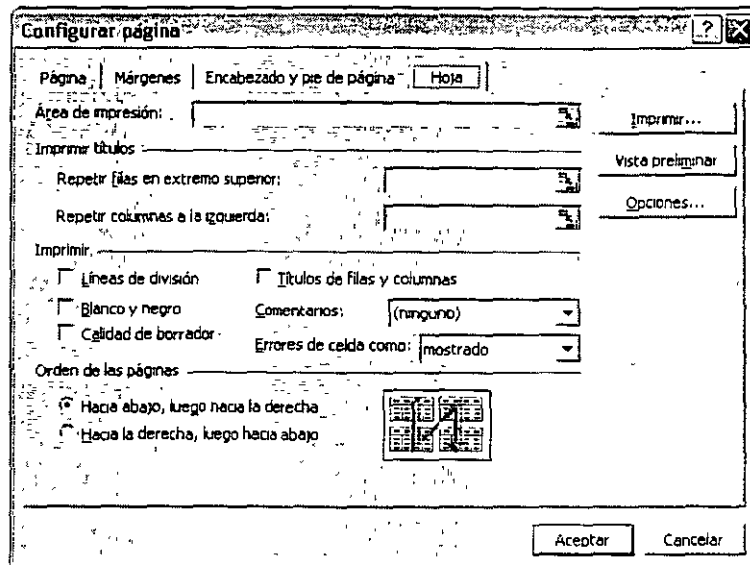 Configurar página
Página Márgenes Encabezado y pie de página Hoja
Área de impresión:
Imprimir...
Imprimir títulos
Vista preliminar
Repetir filas en extremo superior:
Opciones...
Repetir columnas a la izquierda:
Imprimir
Líneas de división
Títulos de filas y columnas
Blanco y negro
Comentarios: (ninguno)
Calidad de borrador
Errores de celda como: mostrado
Orden de las páginas
Hacia abajo, luego hacia la derecha
Hacia la derecha, luego hacia abajo
Aceptar Cancelar